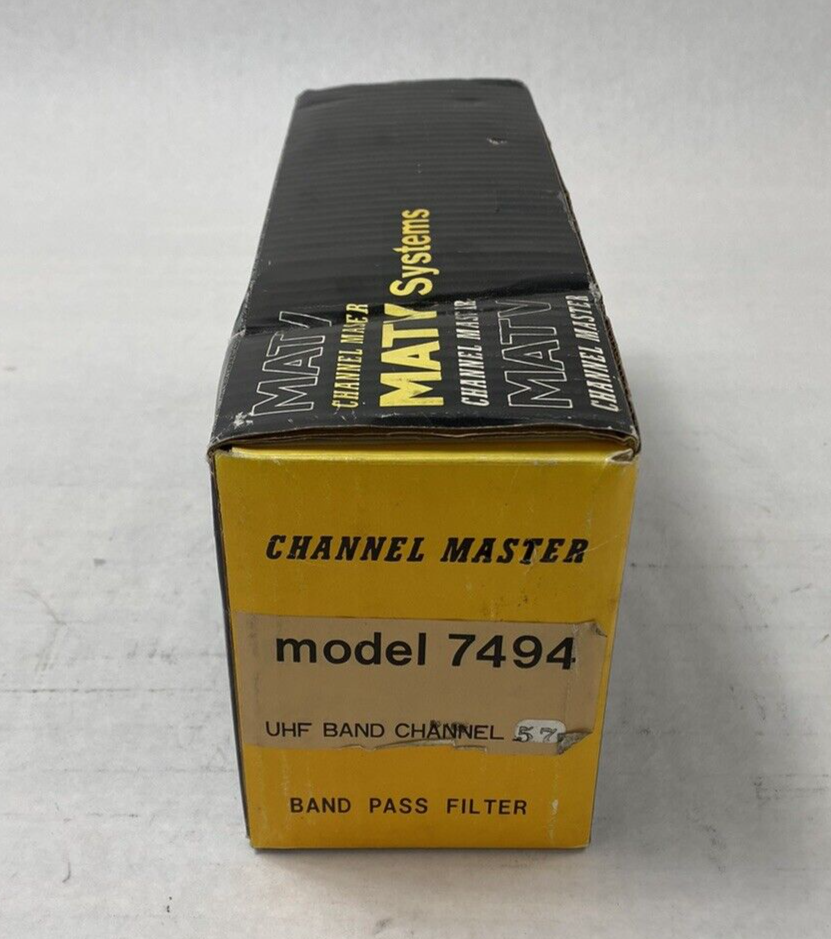 MATV
CHANNEL MASTER
MATV Systems
CHANNEL MASTER
MATV
CHANNEL MASTER
CHANNEL MASTER
model 7494
UHF BAND CHANNEL 57
BAND PASS FILTER